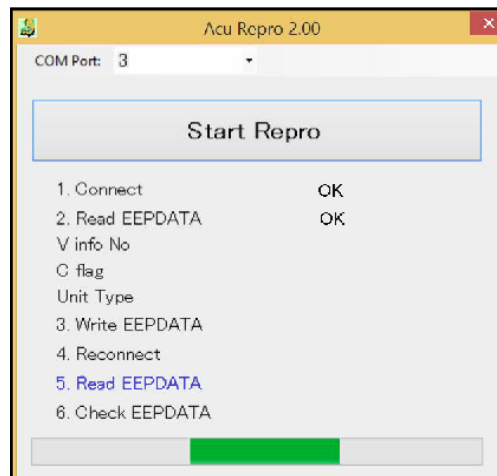 Acu Repro 2.00
COM Port: 3
Start Repro
1. Connect OK
2. Read EEPDATA OK
V info No
C flag
Unit Type
3. Write EEPDATA
4. Reconnect
5. Read EEPDATA
6. Check EEPDATA